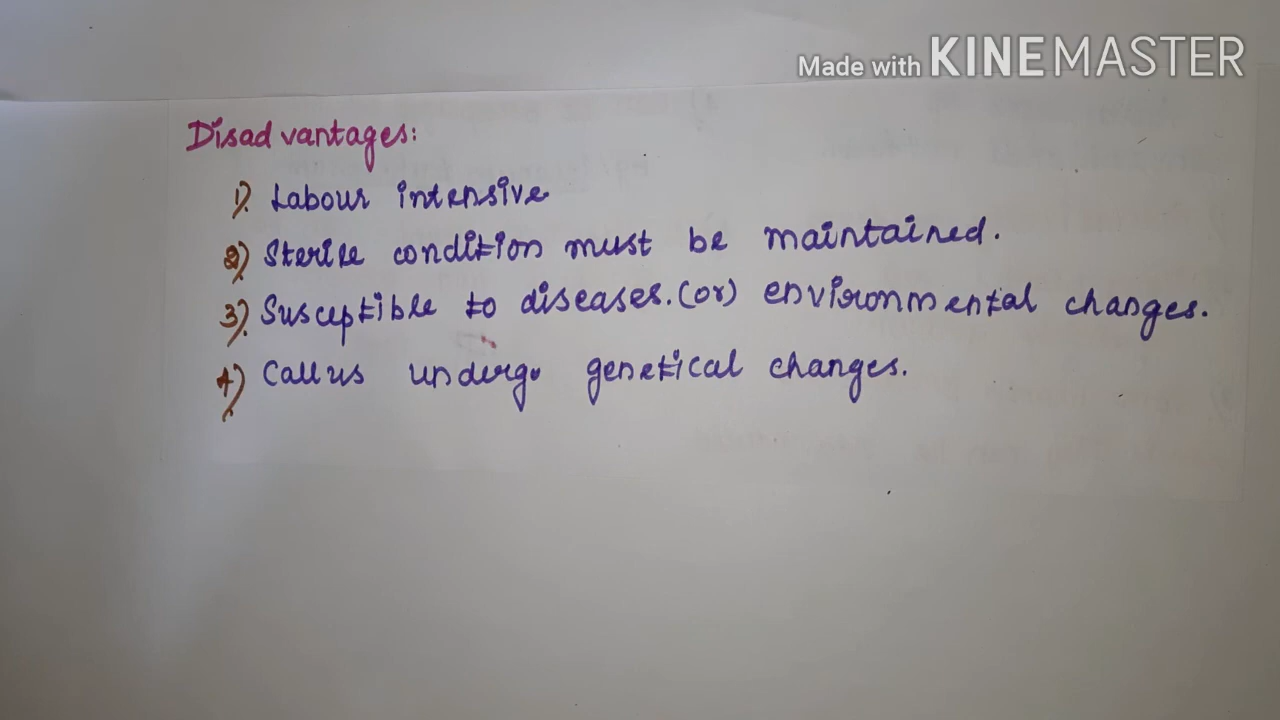 Made with KINEMASTER
Disadvantages:
1). Labour intensive
2) Sterile condition must be maintained.
3). Susceptible to diseases. (or) environmental changes.
4). Callus undergo genetical changes.